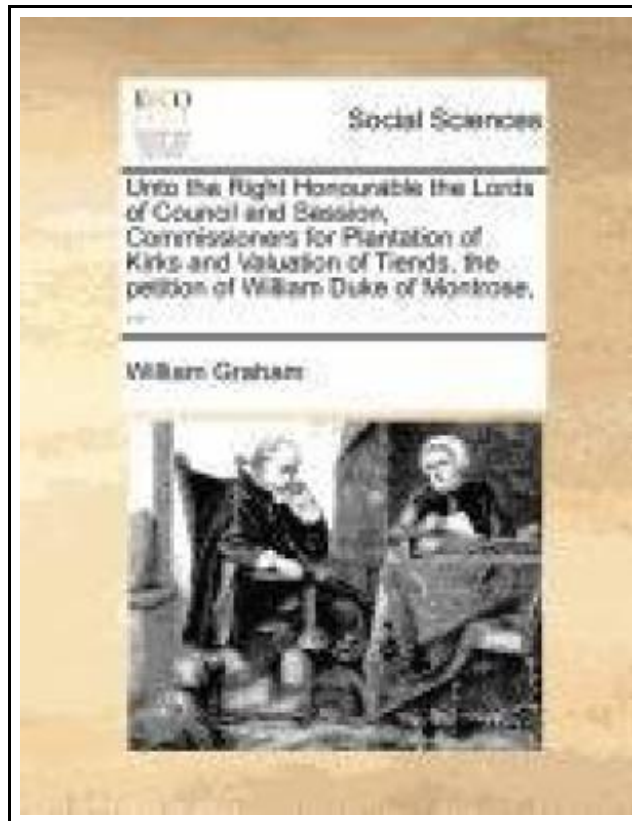 ECCO
Social Sciences
Unto the Right Honourable the Lords
of Council and Session,
Commissioners for Plantation of
Kirks and Valuation of Tiends, the
petition of William Duke of Montrose,
...
William Graham